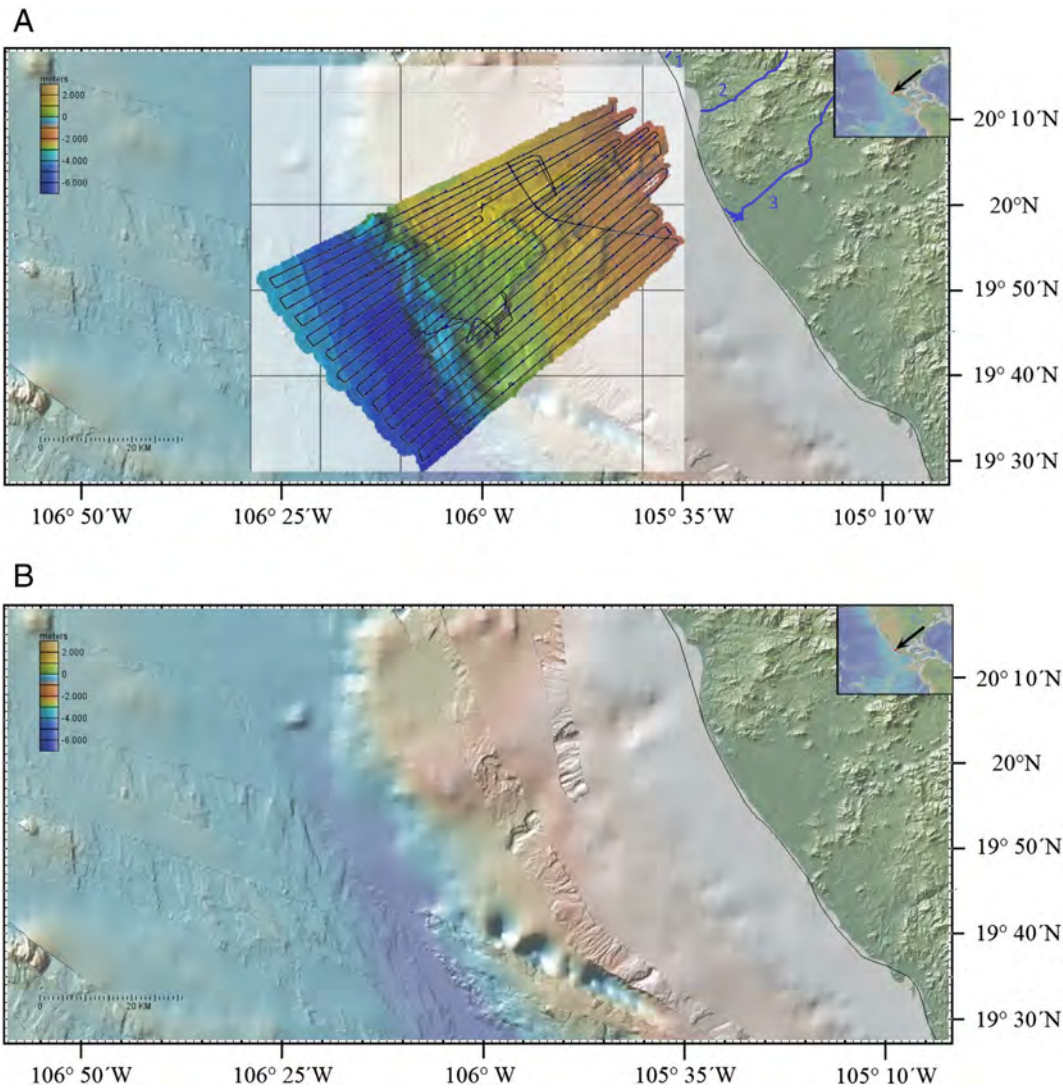 A
meters
2.000
0
-2.000
-4.000
-6.000
1
2
3
0 20 KM
20° 10´N
20° N
19° 50´N
19° 40´N
19° 30´N
106° 50´W
106° 25´W
106° W
105° 35´W
105° 10´W
B
meters
2.000
0
-2.000
-4.000
-6.000
0 20 KM
20° 10´N
20° N
19° 50´N
19° 40´N
19° 30´N
106° 50´W
106° 25´W
106° W
105° 35´W
105° 10´W